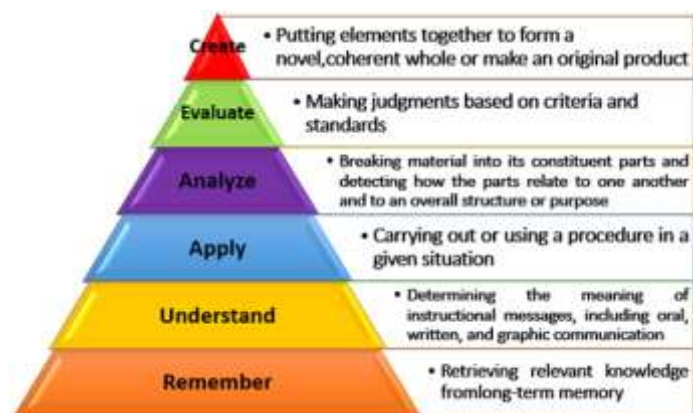 Create
• Putting elements together to form a
novel,coherent whole or make an original product
Evaluate
• Making judgments based on criteria and
standards
Analyze
• Breaking material into its constituent parts and
detecting how the parts relate to one another
and to an overall structure or purpose
Apply
• Carrying out or using a procedure in a
given situation
Understand
• Determining the meaning of
instructional messages, including oral,
written, and graphic communication
Remember
• Retrieving relevant knowledge
fromlong-term memory